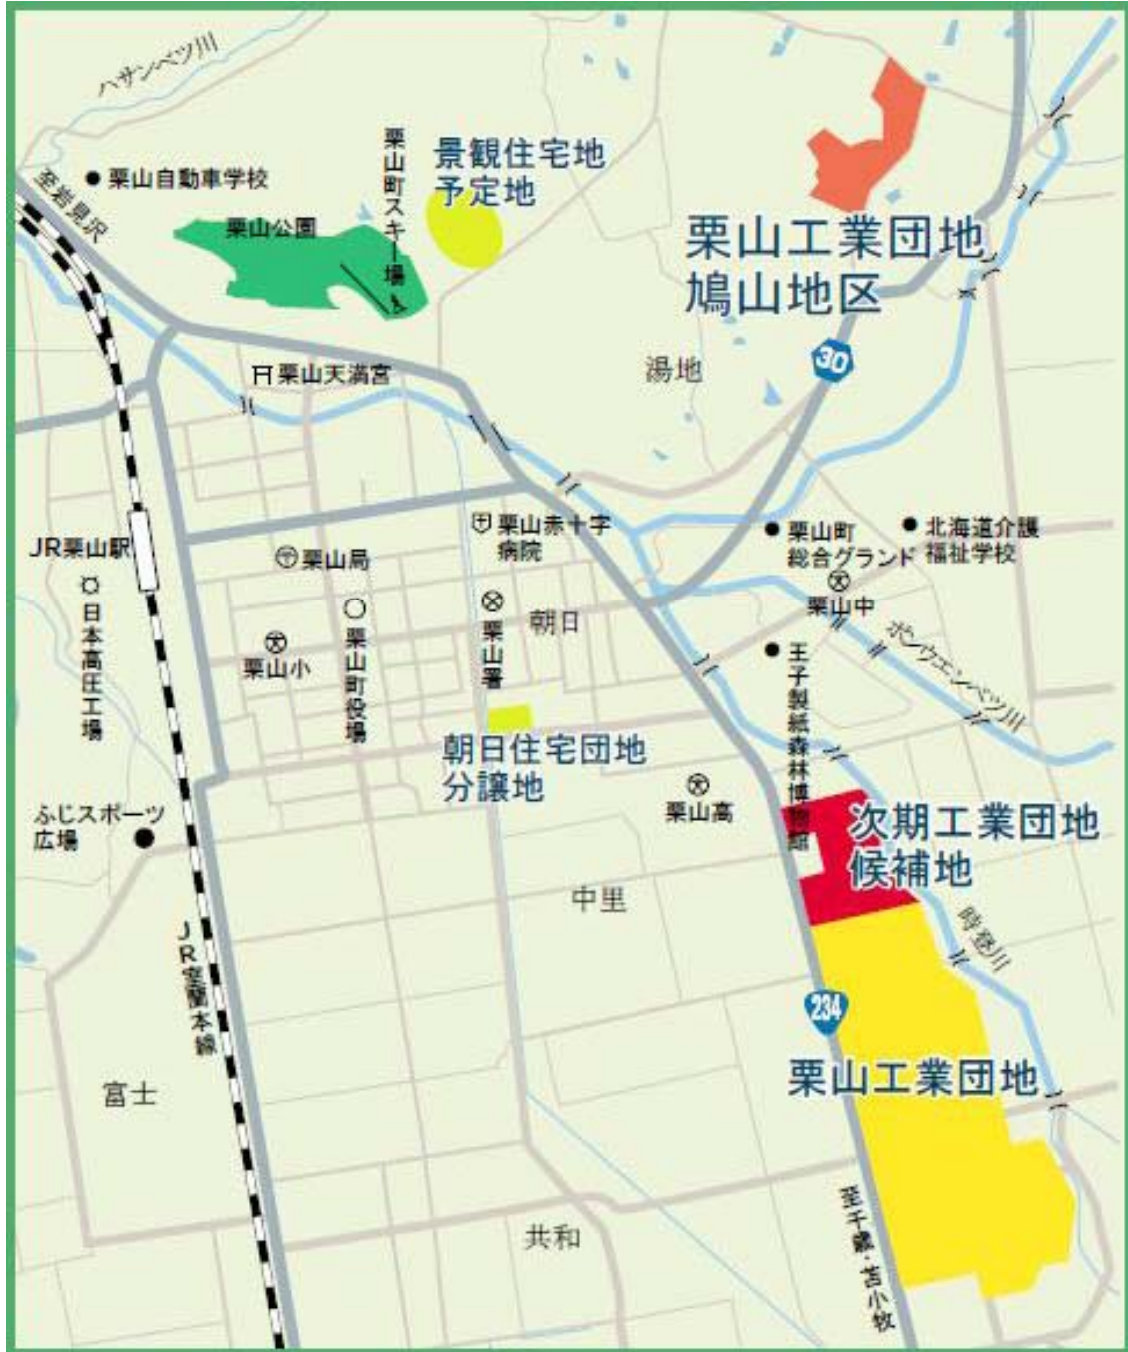 ハサンベツ川
栗山自動車学校
至岩見沢
栗山公園
栗山町スキー場
景観住宅地
予定地
栗山工業団地
鳩山地区
30
湯地
栗山天満宮
JR栗山駅
日本高圧工場
栗山局
栗山赤十字
病院
栗山町
総合グランド
北海道介護
福祉学校
栗山中
栗山小
栗山町役場
栗山署
朝日
ポンウエンベツ川
王子製紙森林博物館
朝日住宅団地
分譲地
栗山高
ふじスポーツ
広場
次期工業団地
候補地
中里
時登川
JR室蘭本線
234
栗山工業団地
富士
共和
至千歳・苫小牧